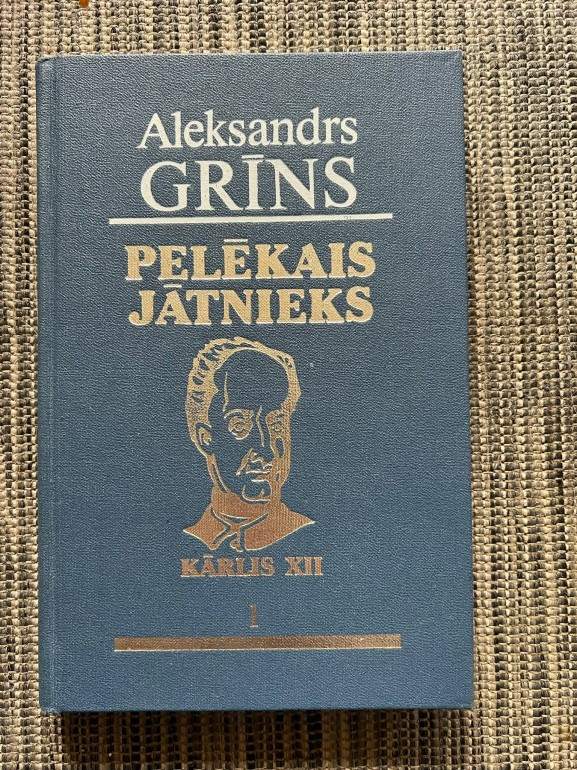 Aleksandrs
GRĪNS
PELĒKAIS
JĀTNIEKS
KĀRLIS XII
1